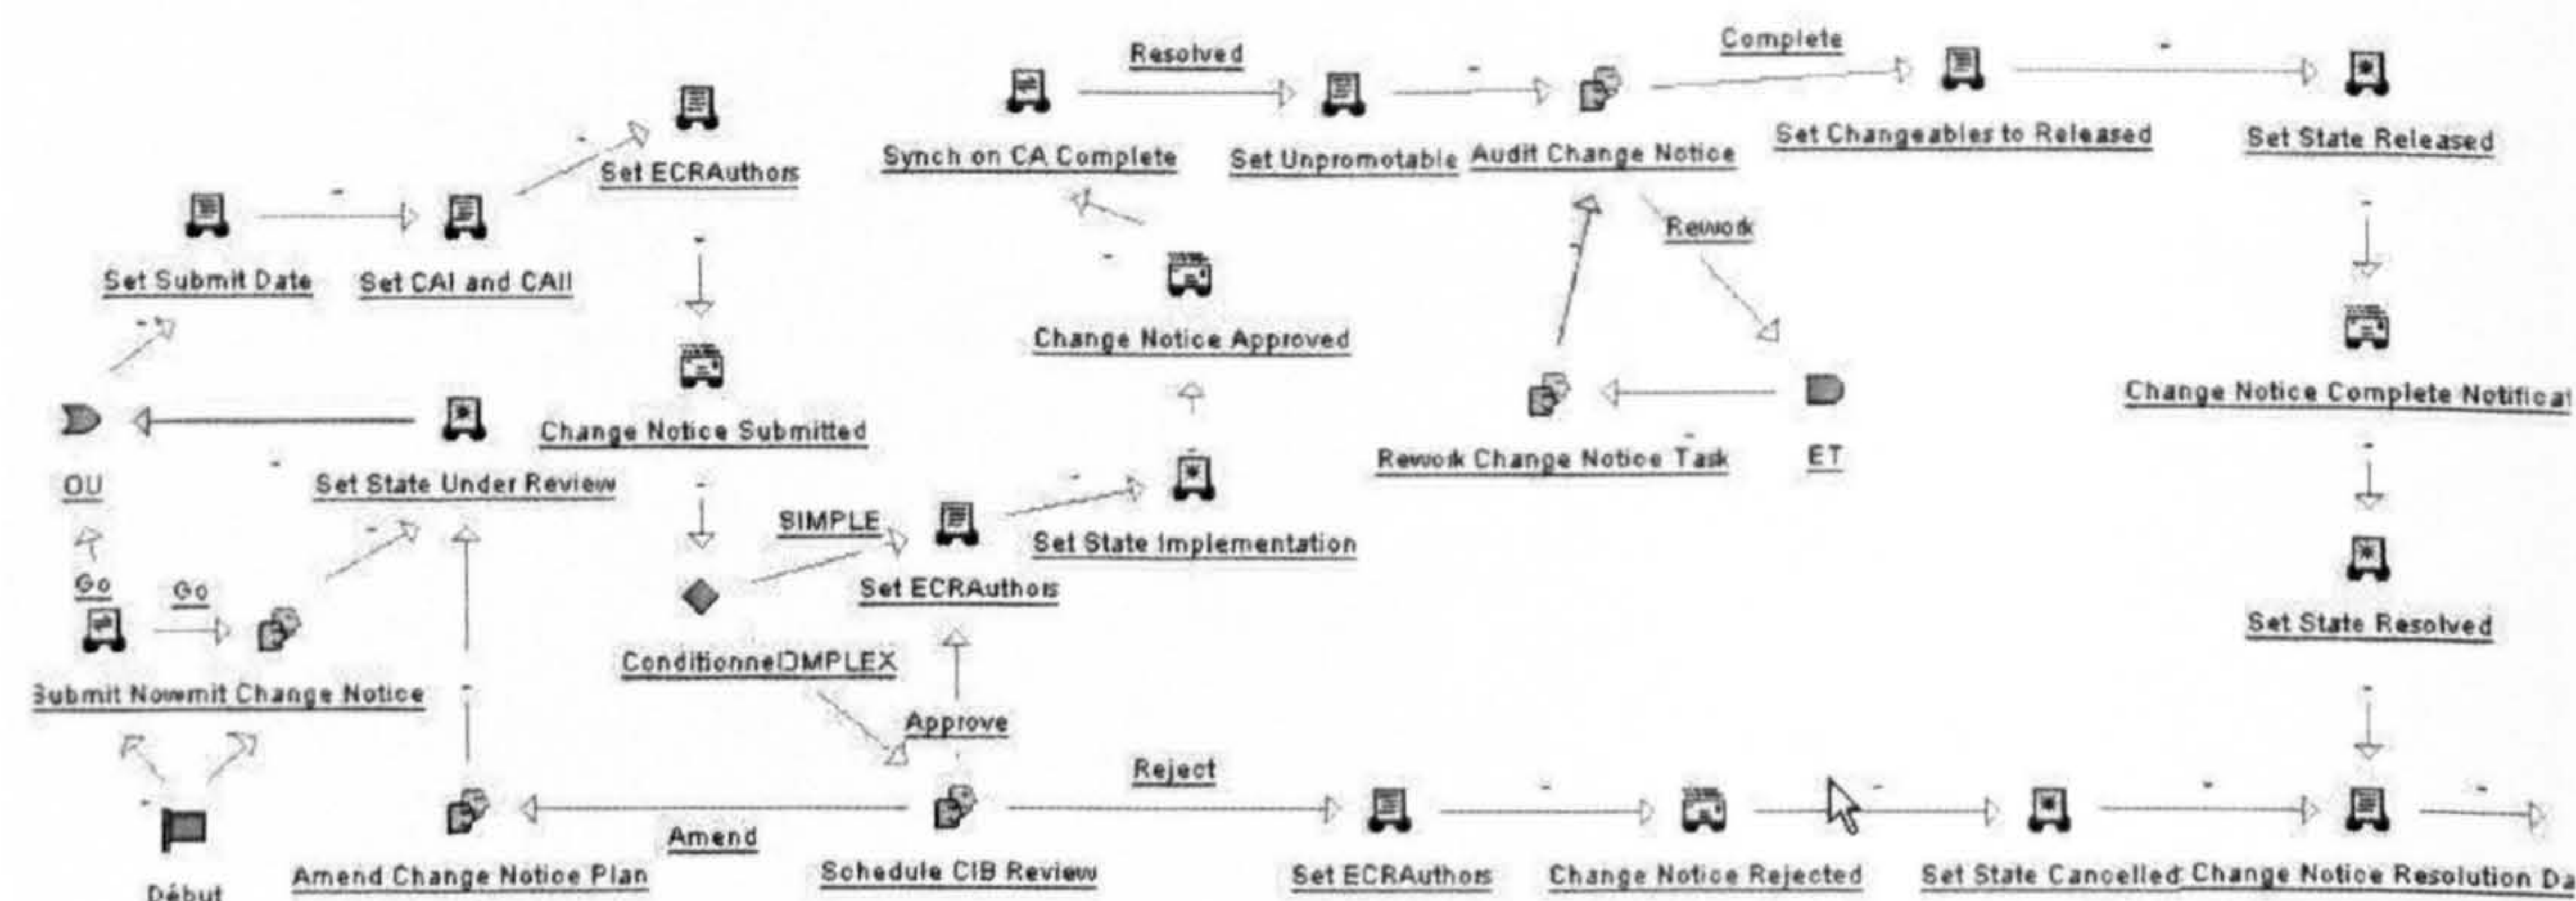 Complete
Resolved
Set ECRAuthors
Synch on CA Complete
Set Unpromotable
Audit Change Notice
Set Changeables to Released
Set State Released
Rework
Set Submit Date
Set CAI and CAII
Change Notice Approved
Change Notice Complete
Change Notice Submitted
Rework Change Notice Task
ET
OU
Set State Under Review
SIMPLE
Set State Implementation
Go
Go
Set ECRAuthors
Set State Resolved
Conditionnel
Submit Now
Change Notice
Approve
Reject
Amend
Début
Amend Change Notice Plan
Schedule CIB Review
Set ECRAuthors
Change Notice Rejected
Set State Cancelled
Change Notice Resolution